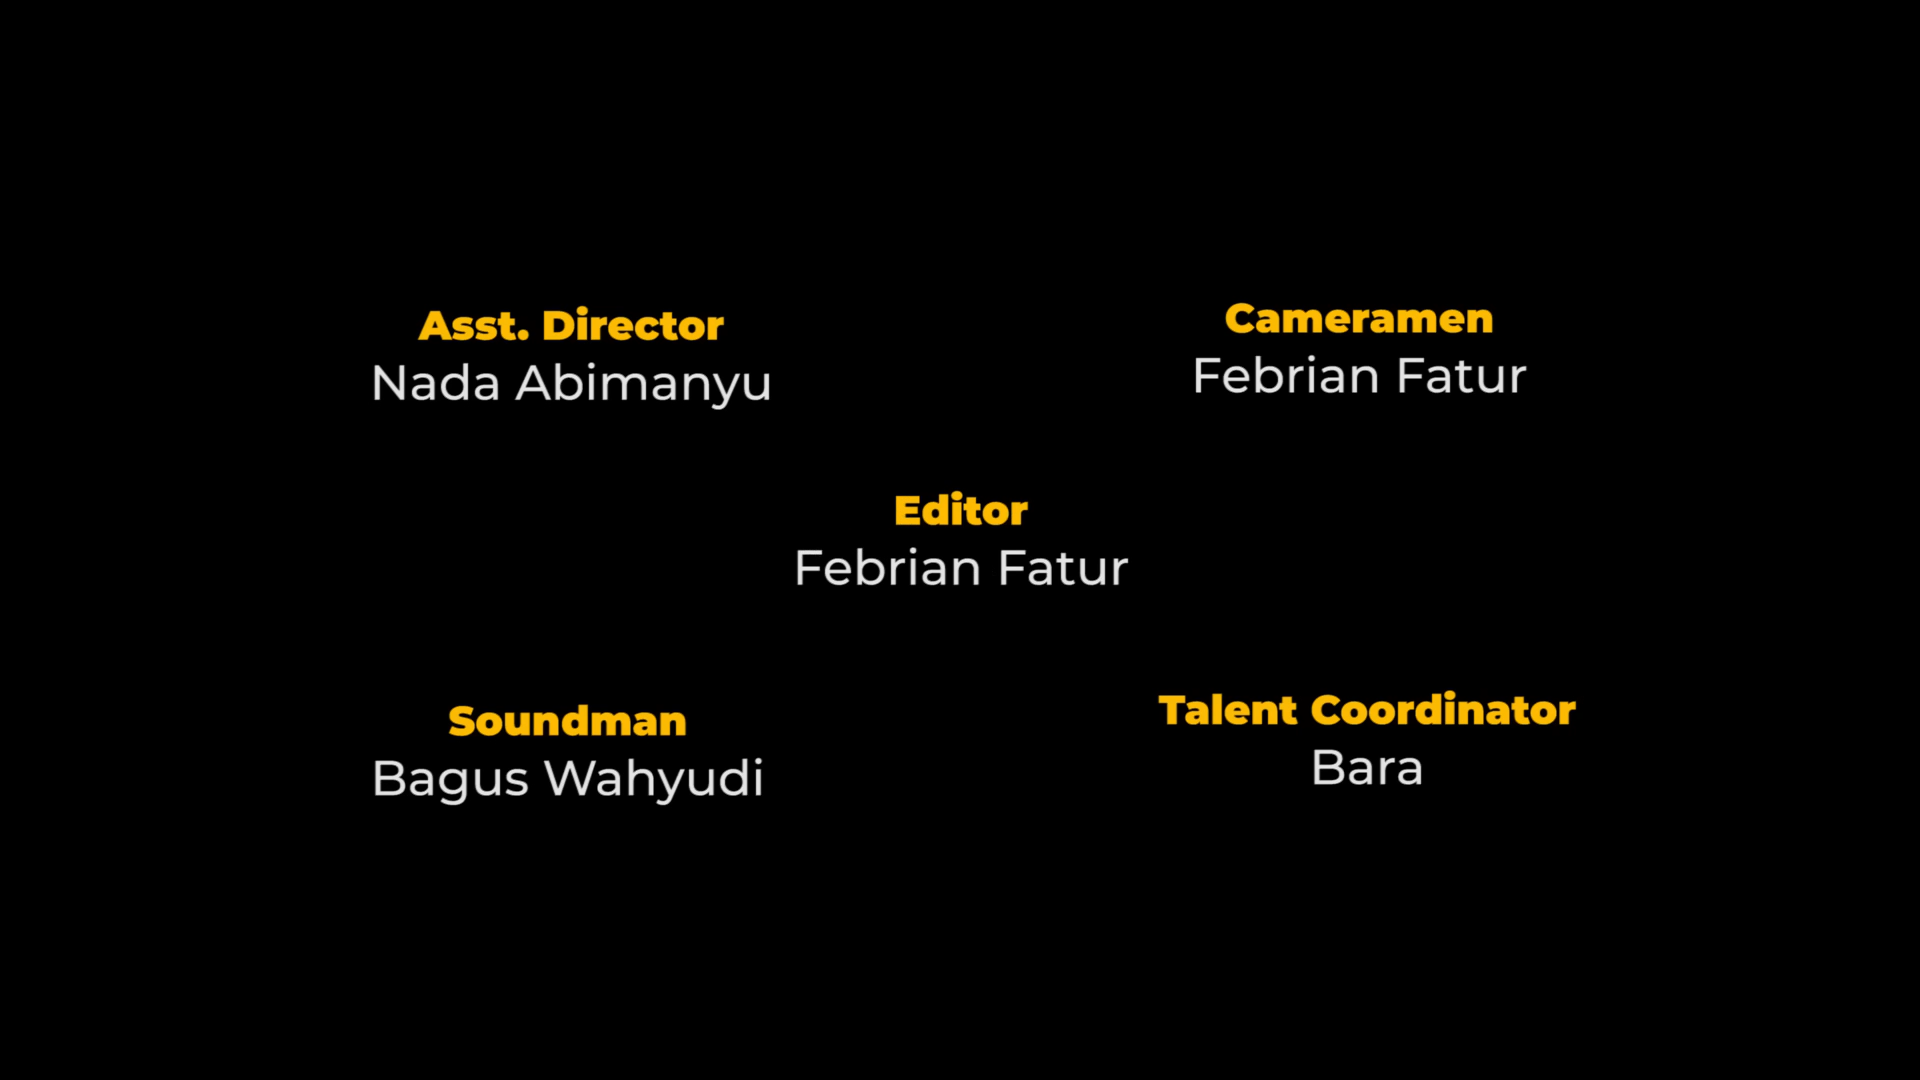 Asst. Director
Nada Abimanyu
Cameramen
Febrian Fatur
Editor
Febrian Fatur
Soundman
Bagus Wahyudi
Talent Coordinator
Bara